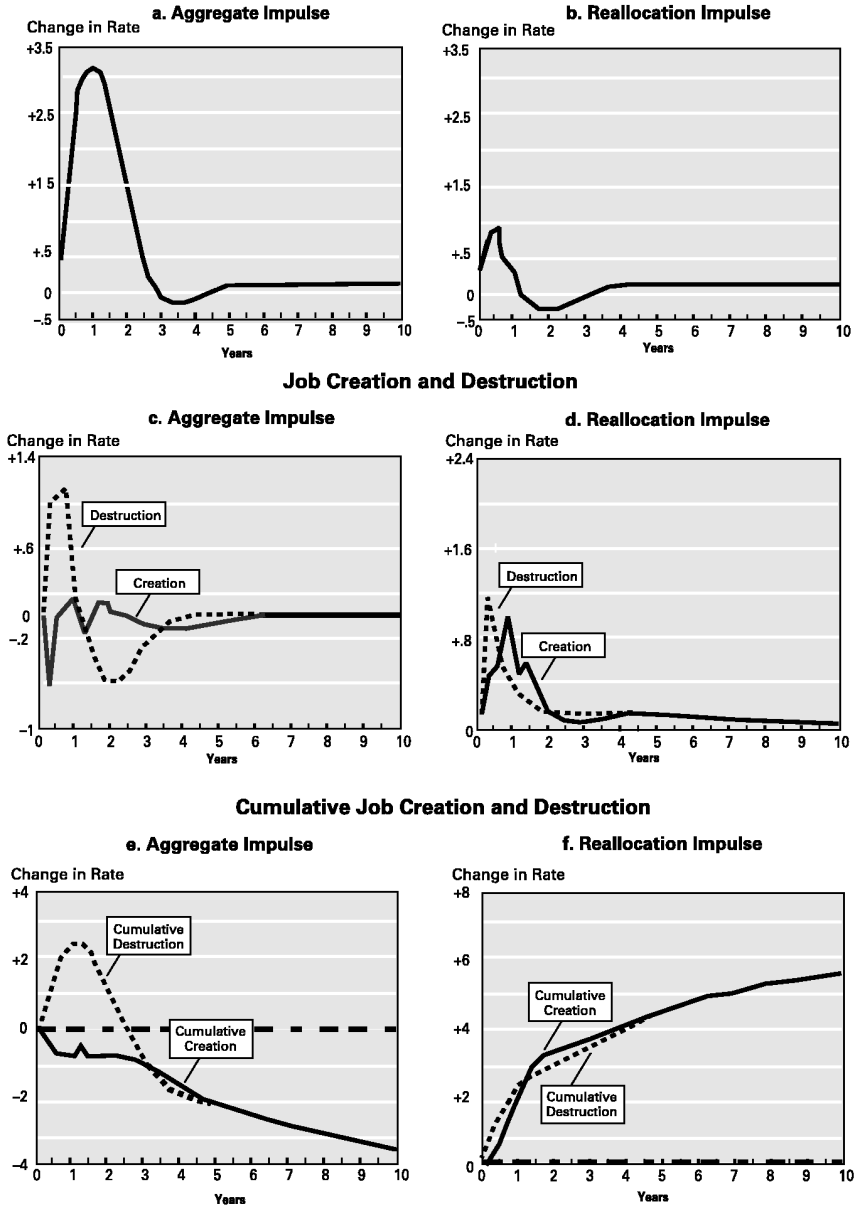 a. Aggregate Impulse
Change in Rate
+3.5
+2.5
+1.5
+.5
0
–.5
0 1 2 3 4 5 6 7 8 9 10
Years
b. Reallocation Impulse
Change in Rate
+3.5
+2.5
+1.5
+.5
0
–.5
0 1 2 3 4 5 6 7 8 9 10
Years
Job Creation and Destruction
c. Aggregate Impulse
Change in Rate
+1.4
+.6
0
–.2
–1
Destruction
Creation
0 1 2 3 4 5 6 7 8 9 10
Years
d. Reallocation Impulse
Change in Rate
+2.4
+1.6
+.8
0
Destruction
Creation
0 1 2 3 4 5 6 7 8 9 10
Years
Cumulative Job Creation and Destruction
e. Aggregate Impulse
Change in Rate
+4
+2
0
–2
–4
Cumulative
Destruction
Cumulative
Creation
0 1 2 3 4 5 6 7 8 9 10
Years
f. Reallocation Impulse
Change in Rate
+8
+6
+4
+2
0
Cumulative
Creation
Cumulative
Destruction
0 1 2 3 4 5 6 7 8 9 10
Years